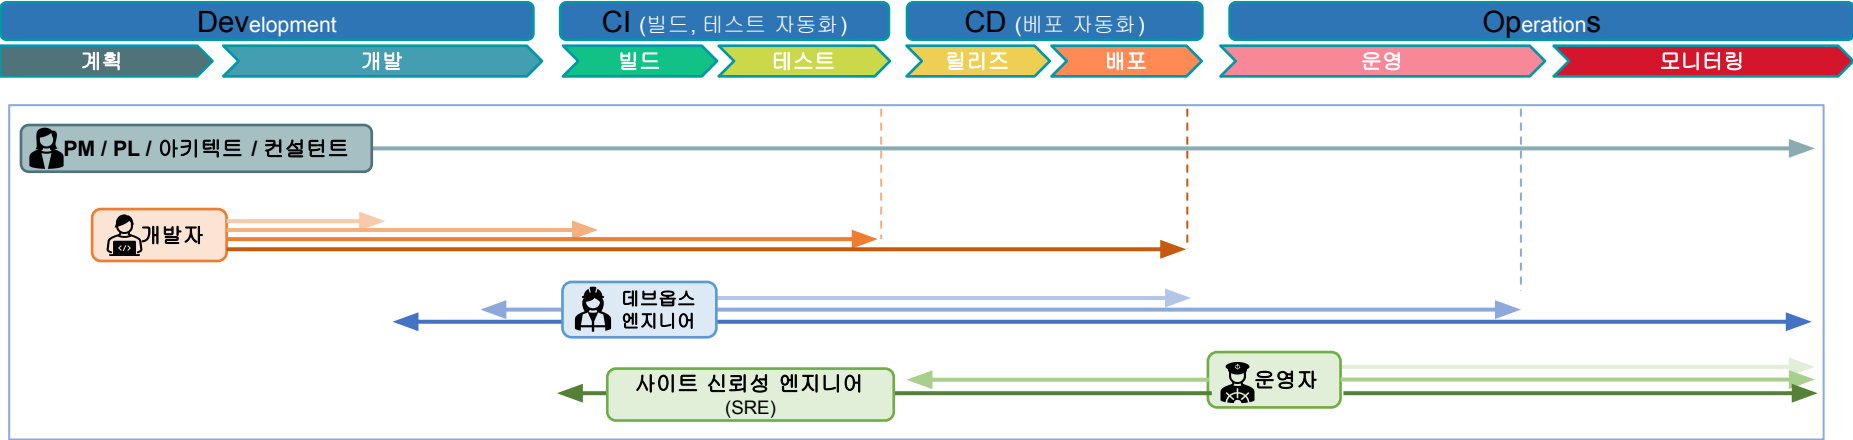 Development
CI (빌드, 테스트 자동화)
CD (배포 자동화)
Operations
계획
개발
빌드
테스트
릴리즈
배포
운영
모니터링
PM / PL / 아키텍트 / 컨설턴트
개발자
데브옵스
엔지니어
운영자
사이트 신뢰성 엔지니어
(SRE)